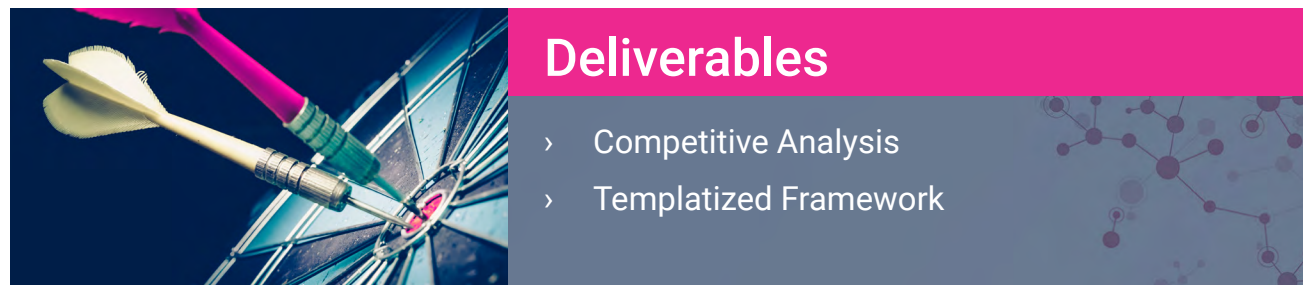 Deliverables
› Competitive Analysis
› Templatized Framework